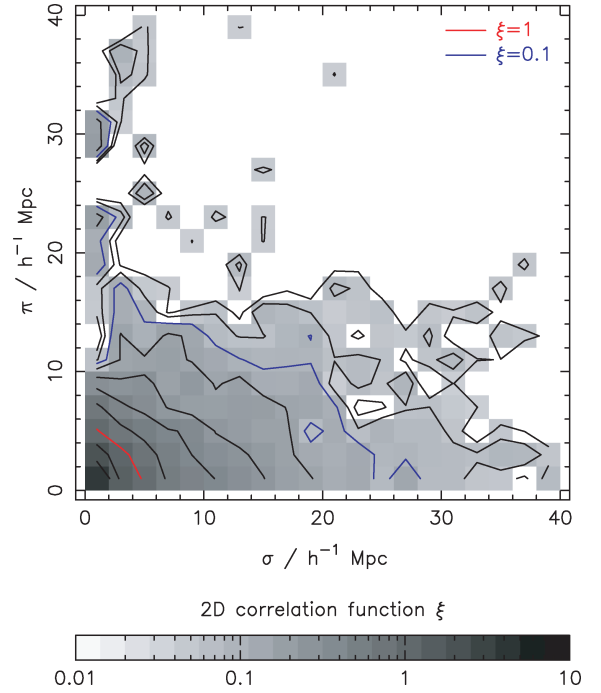 40
ξ=1
ξ=0.1
30
π / h⁻¹ Mpc
20
10
0
0 10 20 30 40
σ / h⁻¹ Mpc
2D correlation function ξ
0.01 0.1 1 10